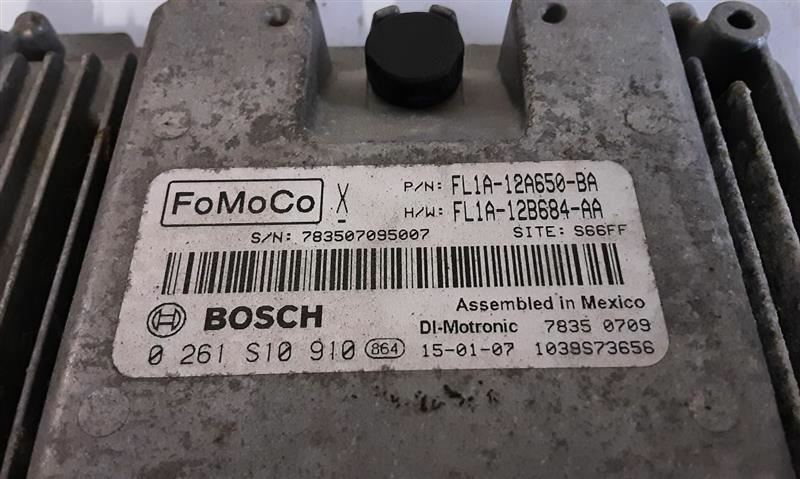 FoMoCo X P/N: FL1A-12A650-BA
H/W: FL1A-12B684-AA
S/N: 783507095007 SITE: S66FF
Assembled in Mexico
BOSCH DI-Motronic 7835 0709
0 261 S10 910 864 15-01-07 1039S73656